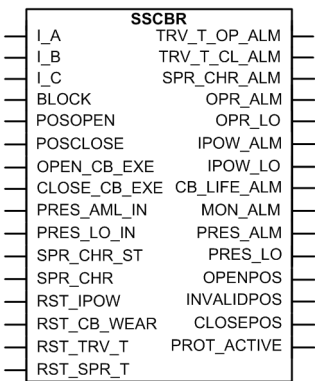 SSCBR
I_A TRV_T_OP_ALM
I_B TRV_T_CL_ALM
I_C SPR_CHR_ALM
BLOCK OPR_ALM
POSOPEN OPR_LO
POSCLOSE IPOW_ALM
OPEN_CB_EXE IPOW_LO
CLOSE_CB_EXE CB_LIFE_ALM
PRES_AML_IN MON_ALM
PRES_LO_IN PRES_ALM
SPR_CHR_ST PRES_LO
SPR_CHR OPENPOS
RST_IPOW INVALIDPOS
RST_CB_WEAR CLOSEPOS
RST_TRV_T PROT_ACTIVE
RST_SPR_T